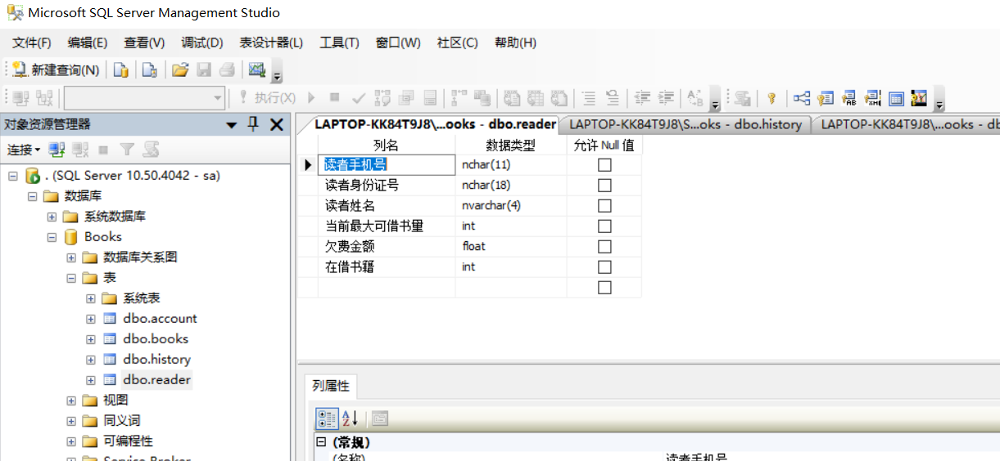 Microsoft SQL Server Management Studio
文件(F) 编辑(E) 查看(V) 调试(D) 表设计器(L) 工具(T) 窗口(W) 社区(C) 帮助(H)
新建查询(N)
执行(X)
对象资源管理器
连接
. (SQL Server 10.50.4042 - sa)
数据库
系统数据库
Books
数据库关系图
表
系统表
dbo.account
dbo.books
dbo.history
dbo.reader
视图
同义词
可编程性
Service Broker
LAPTOP-KK84T9J8\...ooks - dbo.reader LAPTOP-KK84T9J8\S...oks - dbo.history LAPTOP-KK84T9J8\...ooks - db
列名 数据类型 允许 Null 值
读者手机号 nchar(11)
读者身份证号 nchar(18)
读者姓名 nvarchar(4)
当前最大可借书量 int
欠费金额 float
在借书籍 int
列属性
(常规)
(名称) 读者手机号